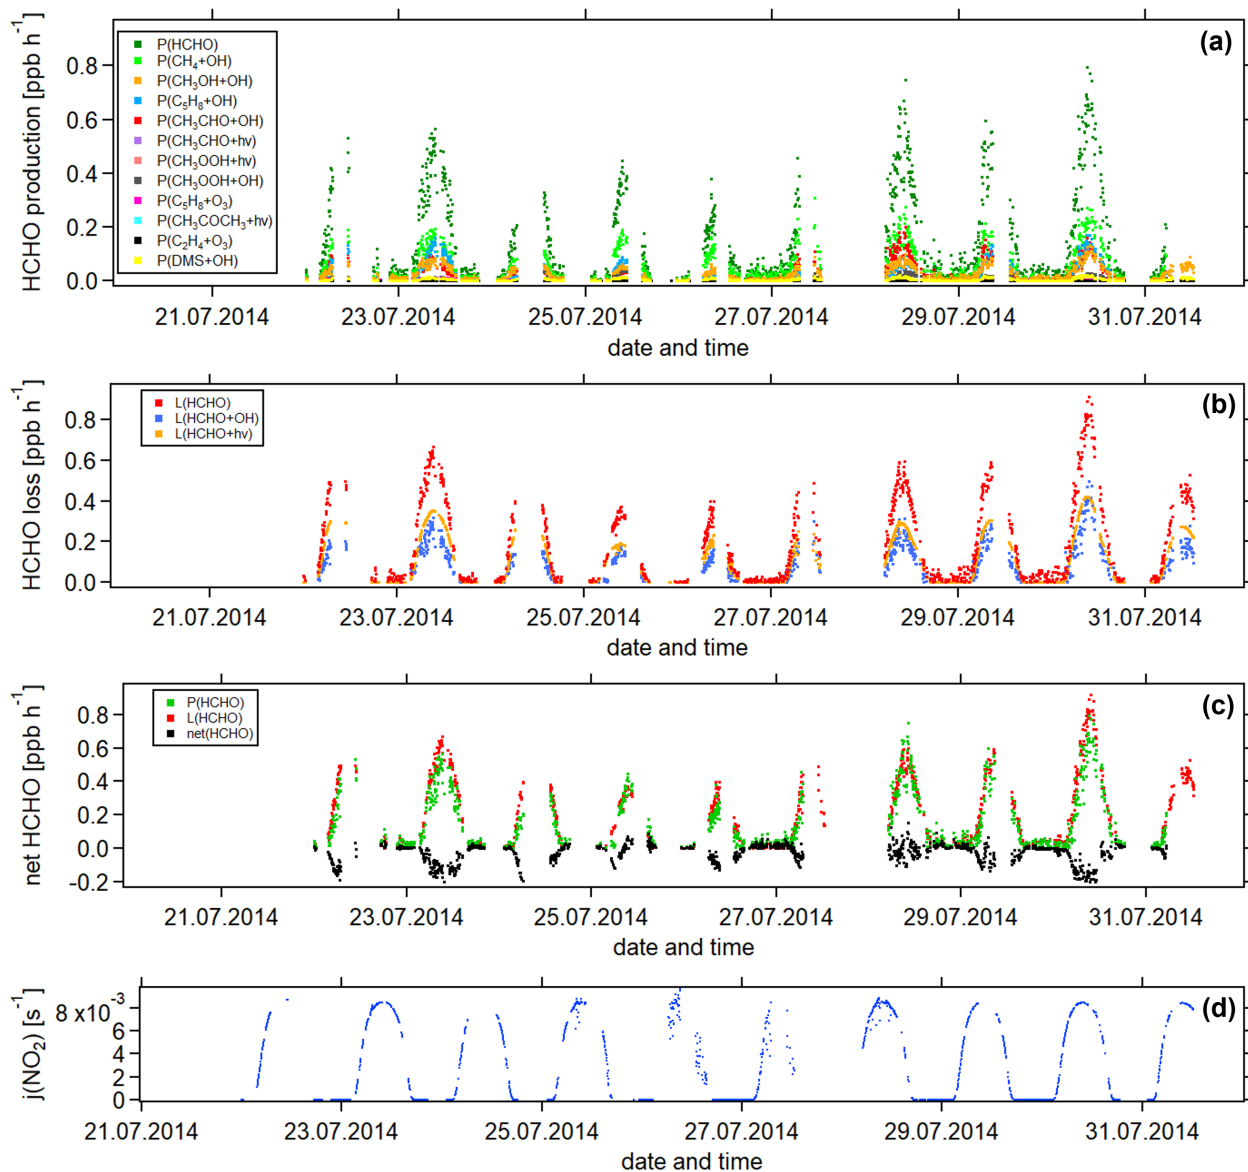 (a)
HCHO production [ppb h⁻¹]
0.8
0.6
0.4
0.2
0.0
P(HCHO)
P(CH₄+OH)
P(CH₃OH+OH)
P(C₅H₈+OH)
P(CH₃CHO+OH)
P(CH₃CHO+hv)
P(CH₃OOH+hv)
P(CH₃OOH+OH)
P(C₅H₈+O₃)
P(CH₃COCH₃+hv)
P(C₂H₄+O₃)
P(DMS+OH)
21.07.2014 23.07.2014 25.07.2014 27.07.2014 29.07.2014 31.07.2014
date and time
(b)
HCHO loss [ppb h⁻¹]
0.8
0.6
0.4
0.2
0.0
L(HCHO)
L(HCHO+OH)
L(HCHO+hv)
21.07.2014 23.07.2014 25.07.2014 27.07.2014 29.07.2014 31.07.2014
date and time
(c)
net HCHO [ppb h⁻¹]
0.8
0.6
0.4
0.2
0.0
-0.2
P(HCHO)
L(HCHO)
net(HCHO)
21.07.2014 23.07.2014 25.07.2014 27.07.2014 29.07.2014 31.07.2014
date and time
(d)
j(NO₂) [s⁻¹]
8 x10⁻³
6
4
2
0
21.07.2014 23.07.2014 25.07.2014 27.07.2014 29.07.2014 31.07.2014
date and time